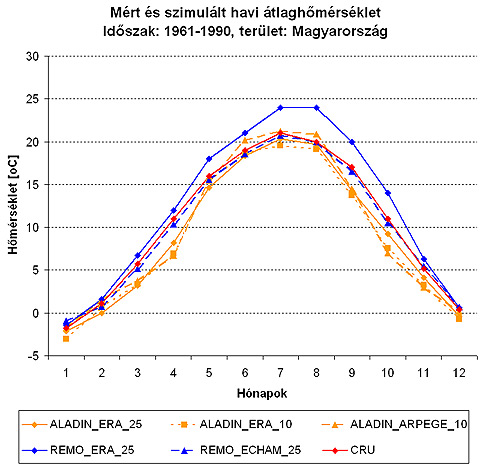 Mért és szimulált havi átlaghőmérséklet
Időszak: 1961-1990, terület: Magyarország
Hőmérséklet [oC]
30
25
20
15
10
5
0
-5
1 2 3 4 5 6 7 8 9 10 11 12
Hónapok
ALADIN_ERA_25 ALADIN_ERA_10 ALADIN_ARPEGE_10
REMO_ERA_25 REMO_ECHAM_25 CRU